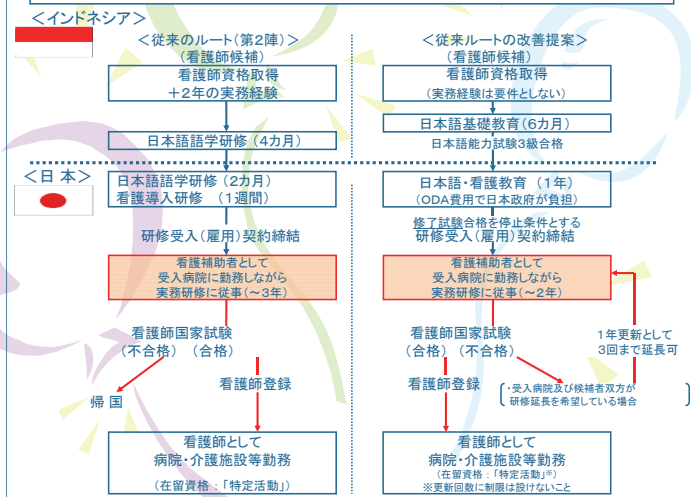 ＜インドネシア＞
＜従来のルート(第2陣)＞
(看護師候補)
看護師資格取得
＋2年の実務経験
日本語語学研修 (4カ月)
＜従来ルートの改善提案＞
(看護師候補)
看護師資格取得
(実務経験は要件としない)
日本語基礎教育(6カ月)
日本語能力試験3級合格
＜日 本＞
日本語語学研修 (2カ月)
看護導入研修 (1週間)
研修受入(雇用)契約締結
看護補助者として
受入病院に勤務しながら
実務研修に従事(～3年)
看護師国家試験
(不合格) (合格)
帰 国
看護師登録
看護師として
病院・介護施設等勤務
(在留資格：「特定活動」)
日本語・看護教育 (1年)
(ODA費用で日本政府が負担)
修了試験合格を停止条件とする
研修受入(雇用)契約締結
看護補助者として
受入病院に勤務しながら
実務研修に従事(～2年)
看護師国家試験
(合格) (不合格)
1年更新として
3回まで延長可
看護師登録
・受入病院及び候補者双方が
研修延長を希望している場合
看護師として
病院・介護施設等勤務
(在留資格：「特定活動」※)
※更新回数に制限は設けないこと